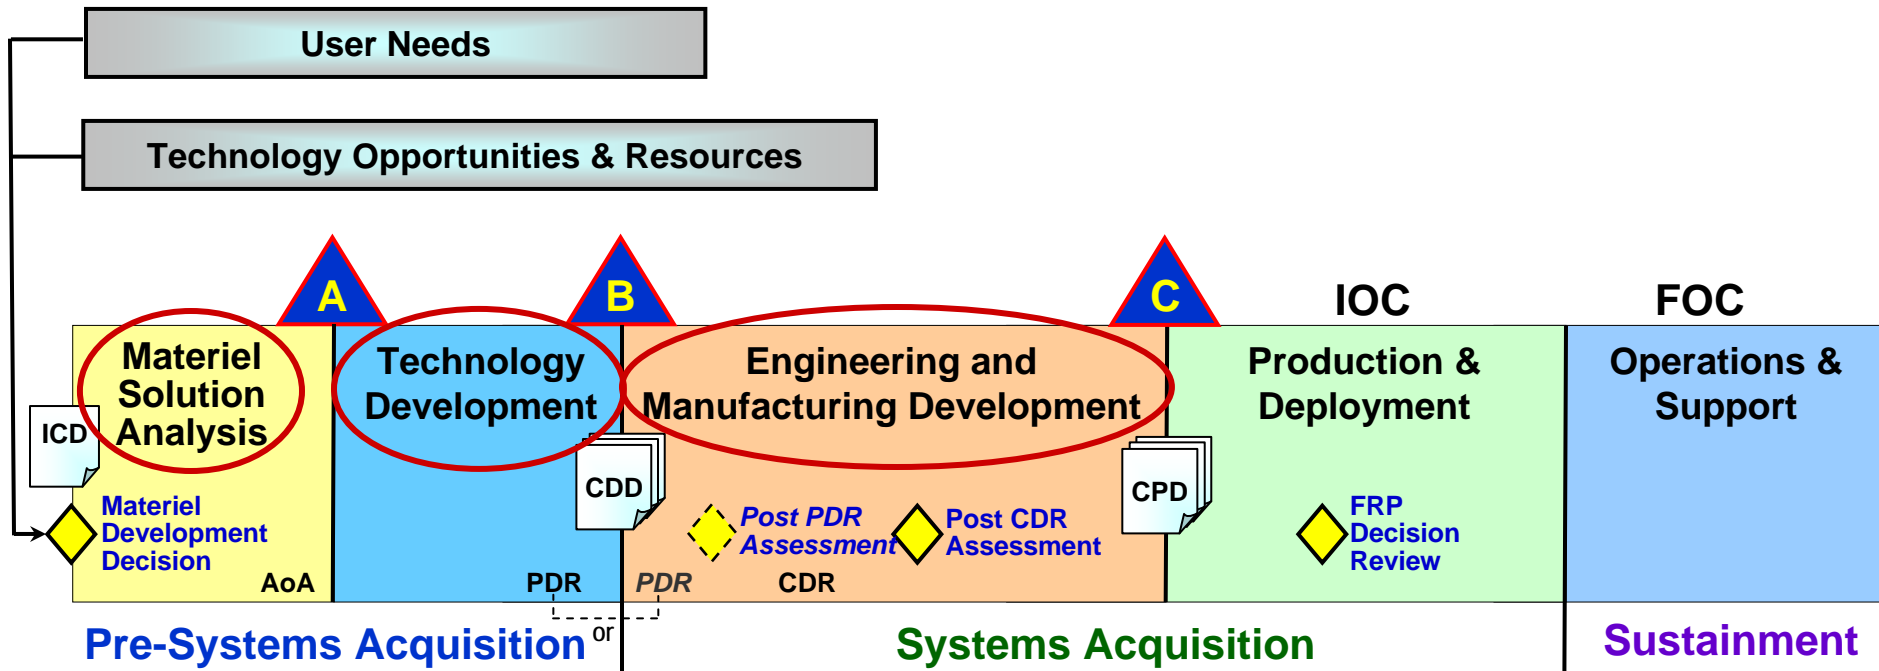 User Needs
Technology Opportunities & Resources
A
B
C
IOC
FOC
Materiel
Solution
Analysis
Technology
Development
Engineering and
Manufacturing Development
Production &
Deployment
Operations &
Support
ICD
CDD
CPD
Materiel
Development
Decision
Post PDR
Assessment
Post CDR
Assessment
FRP
Decision
Review
AoA
PDR
PDR
CDR
or
Pre-Systems Acquisition
Systems Acquisition
Sustainment